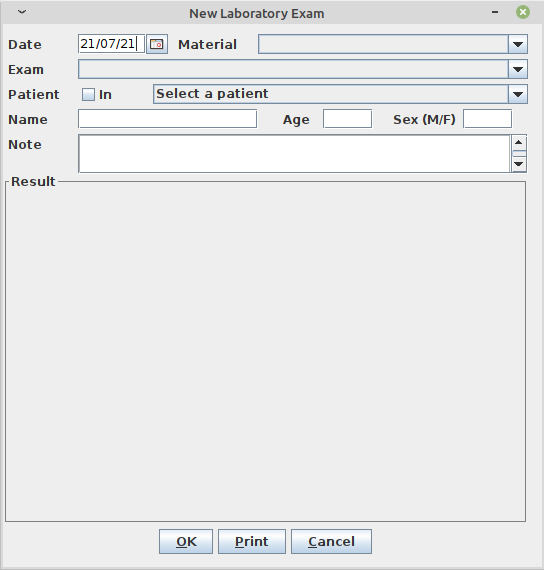 New Laboratory Exam
Date 21/07/21 Material
Exam
Patient In Select a patient
Name Age Sex (M/F)
Note
Result
OK Print Cancel